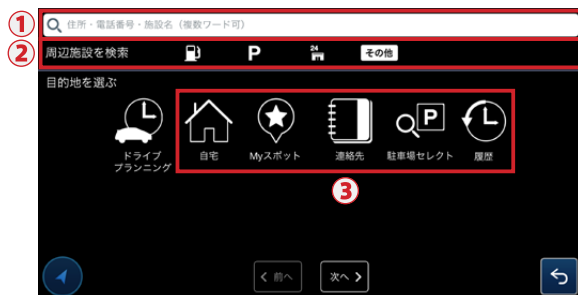 ①
住所・電話番号・施設名（複数ワード可）
②
周辺施設を検索 P 24 その他
目的地を選ぶ
P
ドライブ
プランニング
自宅
Myスポット
連絡先
駐車場セレクト
履歴
③
前へ 次へ